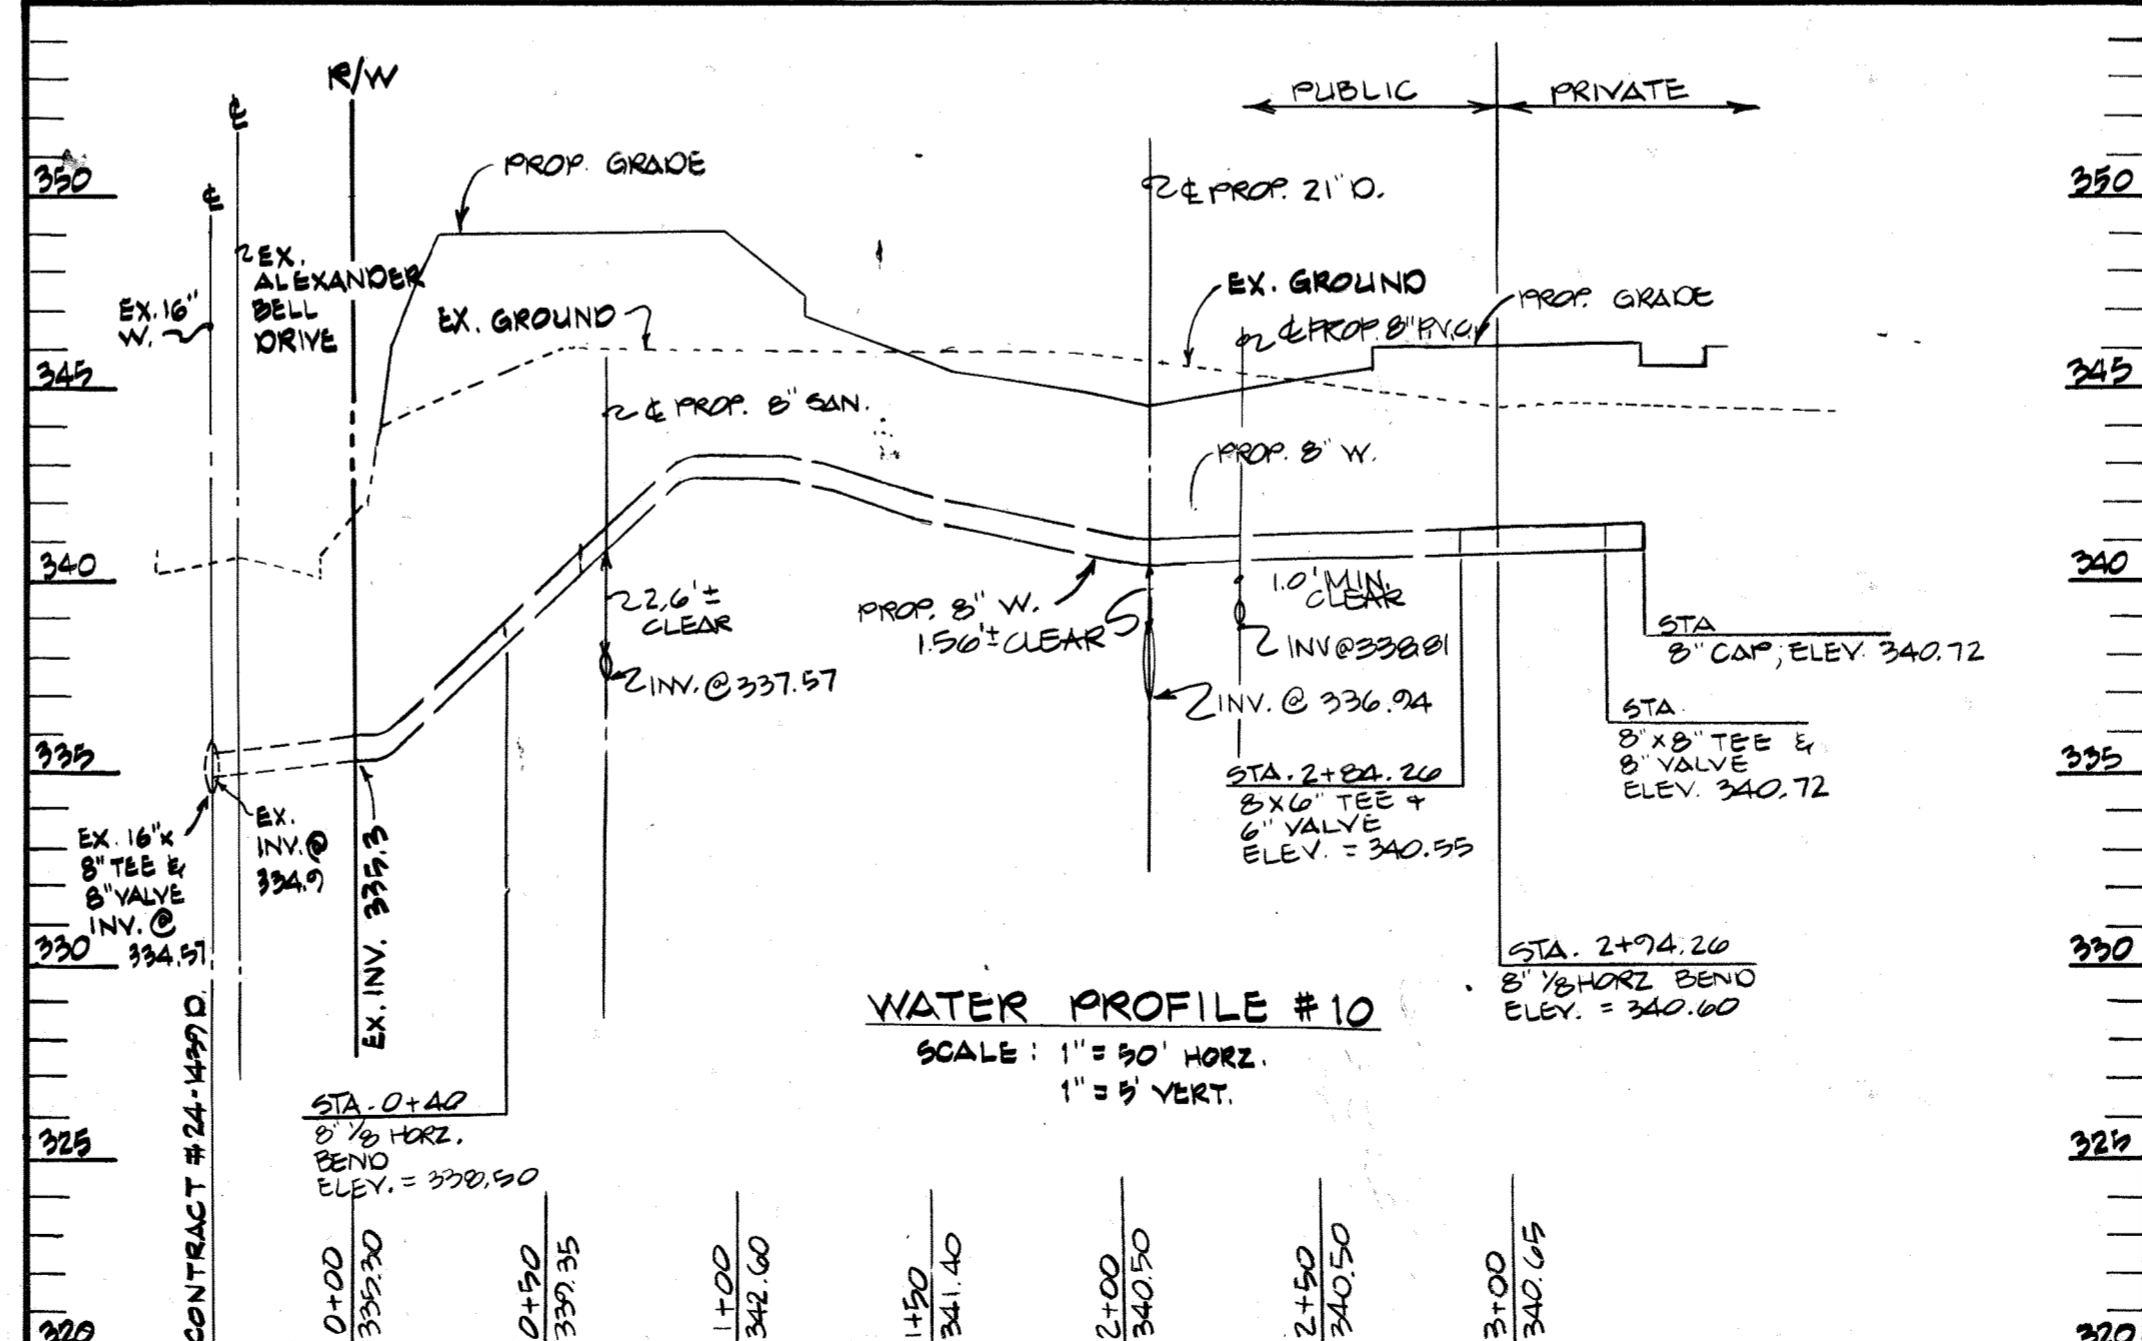 R/W
PUBLIC
PRIVATE
℄
℄
PROP. GRADE
350
350
℄ PROP. 21" D.
EX.
ALEXANDER
BELL
DRIVE
EX. 16"
W.
EX. GROUND
EX. GROUND
PROP. GRADE
℄ PROP. 8" P.V.C.
345
345
℄ PROP. 8" SAN.
PROP. 8" W.
340
340
2.6'±
CLEAR
PROP. 8" W.
1.56'± CLEAR
1.0' MIN.
CLEAR
INV@338.81
INV. @ 337.57
INV. @ 336.94
STA
8" CAP; ELEV. 340.72
STA.
8" x 8" TEE &
8" VALVE
ELEV. 340.72
335
335
STA. 2+84.26
8X6" TEE +
6" VALVE
ELEV. = 340.55
EX. 16"x
8" TEE &
8" VALVE
INV. @
334.57
EX.
INV. @
334.9
EX. INV. 335.3
330
330
STA. 2+94.26
8" 1/8 HORZ BEND
ELEV. = 340.60
WATER PROFILE #10
SCALE: 1" = 50' HORZ.
1" = 5' VERT.
STA. 0+40
8" 1/8 HORZ.
BEND
ELEV. = 338.50
325
325
CONTRACT #24-1439D.
0+00
335.30
0+50
339.35
1+00
342.60
1+50
341.40
2+00
340.50
2+50
340.50
3+00
340.65
320
320